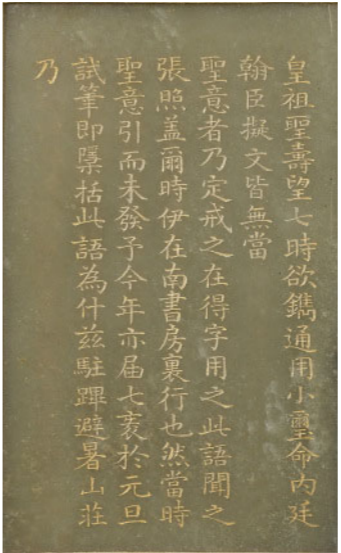 皇祖聖壽望七時欲鐫通用小璽命內廷
翰臣擬文皆無當
聖意者乃定戒之在得字用之此語聞之
張照盖爾時伊在南書房裏行也然當時
聖意引而未發予今年亦届七袠於元旦
試筆即檃括此語為什兹駐蹕避暑山莊
乃